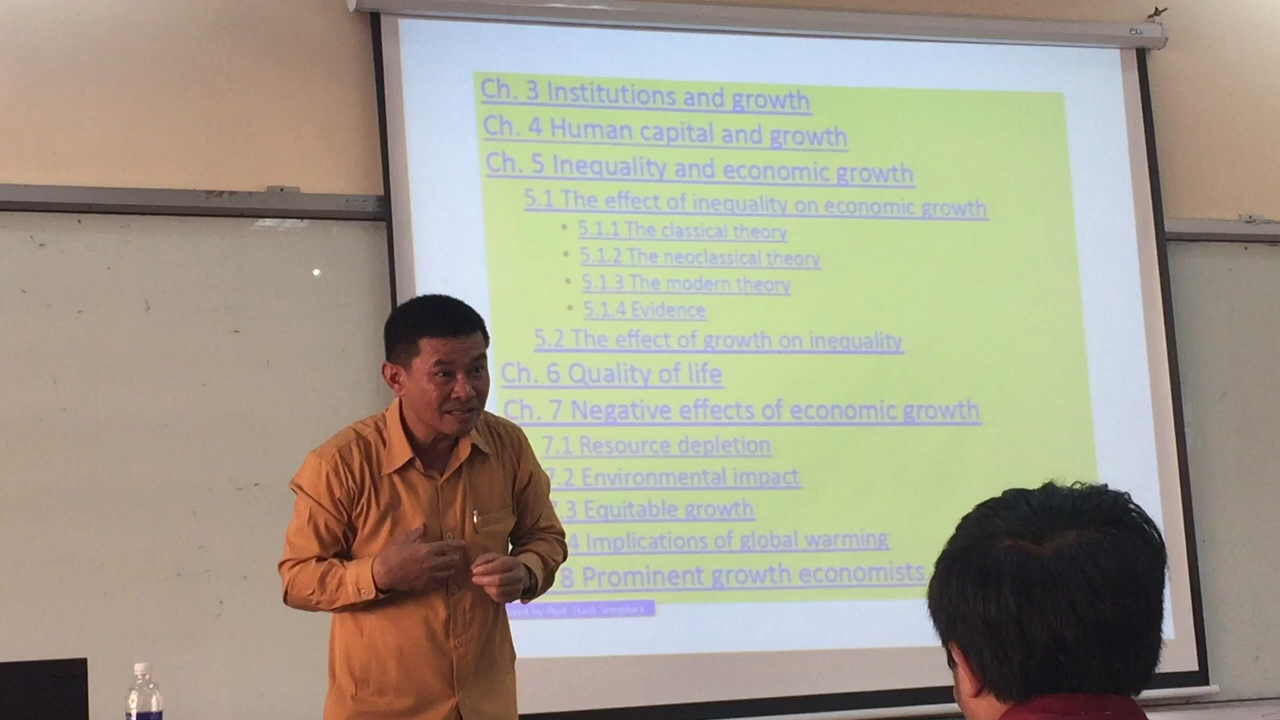 Ch. 3 Institutions and growth
Ch. 4 Human capital and growth
Ch. 5 Inequality and economic growth
5.1 The effect of inequality on economic growth
• 5.1.1 The classical theory
• 5.1.2 The neoclassical theory
• 5.1.3 The modern theory
• 5.1.4 Evidence
5.2 The effect of growth on inequality
Ch. 6 Quality of life
Ch. 7 Negative effects of economic growth
7.1 Resource depletion
7.2 Environmental impact
.3 Equitable growth
4 Implications of global warming
8 Prominent growth economists
by Prof.